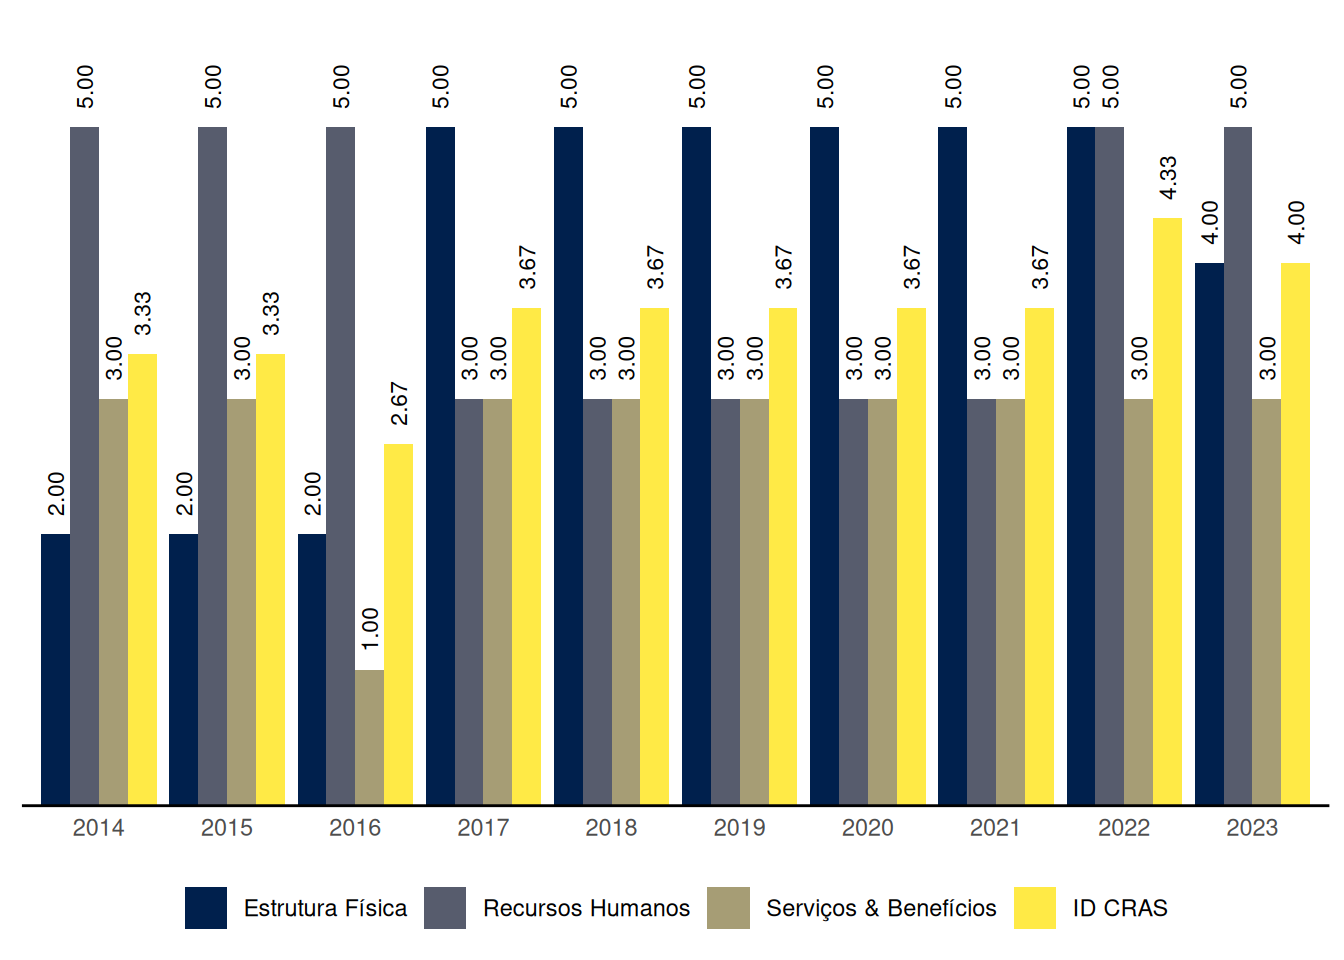 5.00 5.00 5.00 5.00 5.00 5.00 5.00 5.00 5.00 5.00 5.00
4.33
4.00 4.00
3.67 3.67 3.67 3.67 3.67
3.33 3.33
3.00 3.00 3.00 3.00 3.00 3.00 3.00 3.00 3.00 3.00 3.00 3.00 3.00 3.00
2.67
2.00 2.00 2.00
1.00
2014 2015 2016 2017 2018 2019 2020 2021 2022 2023
Estrutura Física Recursos Humanos Serviços & Benefícios ID CRAS